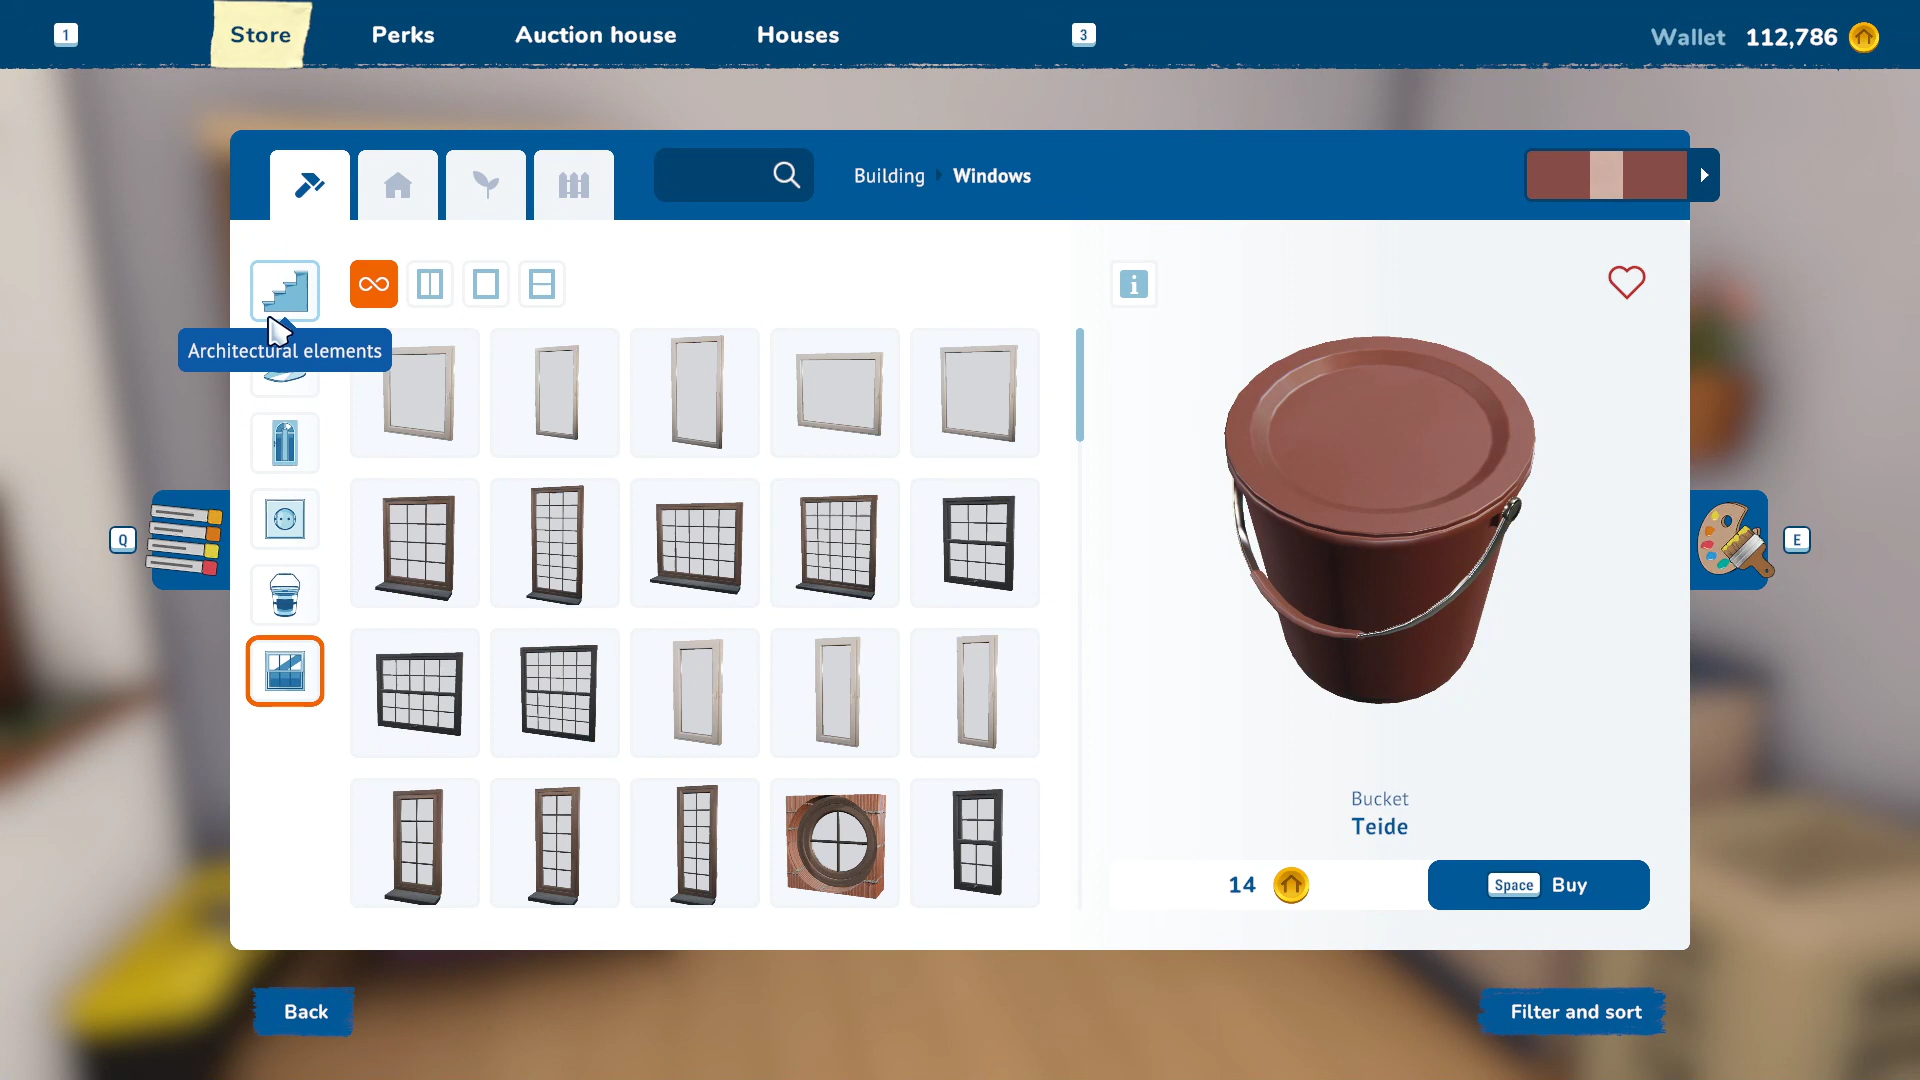 1
Store
Perks
Auction house
Houses
3
Wallet 112,786
Building Windows
Architectural elements
Q
E
Bucket
Teide
14
Space Buy
Back
Filter and sort